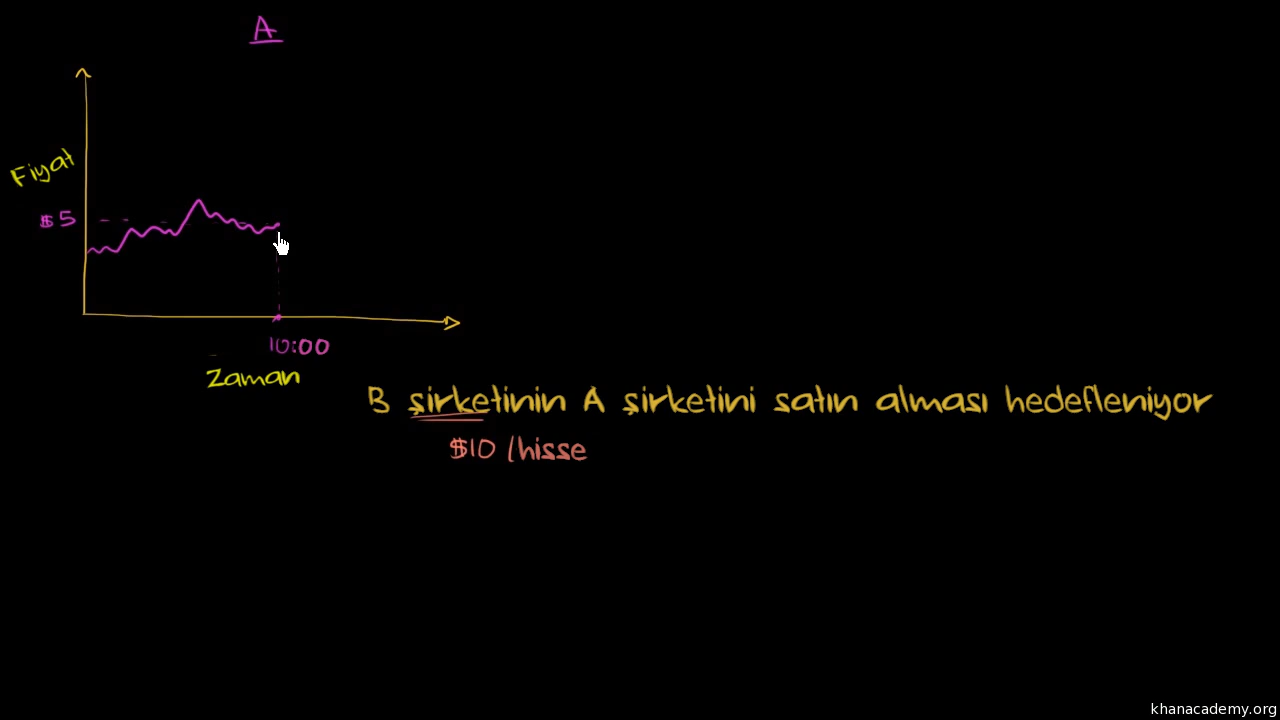 A
Fiyat
$5
10:00
Zaman
B şirketinin A şirketini satın alması hedefleniyor
$10 /hisse
khanacademy.org